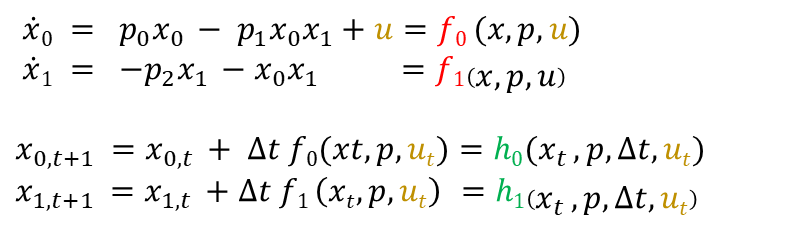 ẋ₀ = p₀x₀ − p₁x₀x₁ + u = f₀ (x, p, u)
ẋ₁ = −p₂x₁ − x₀x₁ = f₁(x, p, u)
x₀,ₜ₊₁ = x₀,ₜ + Δt f₀(xt, p, uₜ) = h₀(xₜ , p, Δt, uₜ)
x₁,ₜ₊₁ = x₁,ₜ + Δt f₁ (xₜ, p, uₜ) = h₁(xₜ , p, Δt, uₜ)